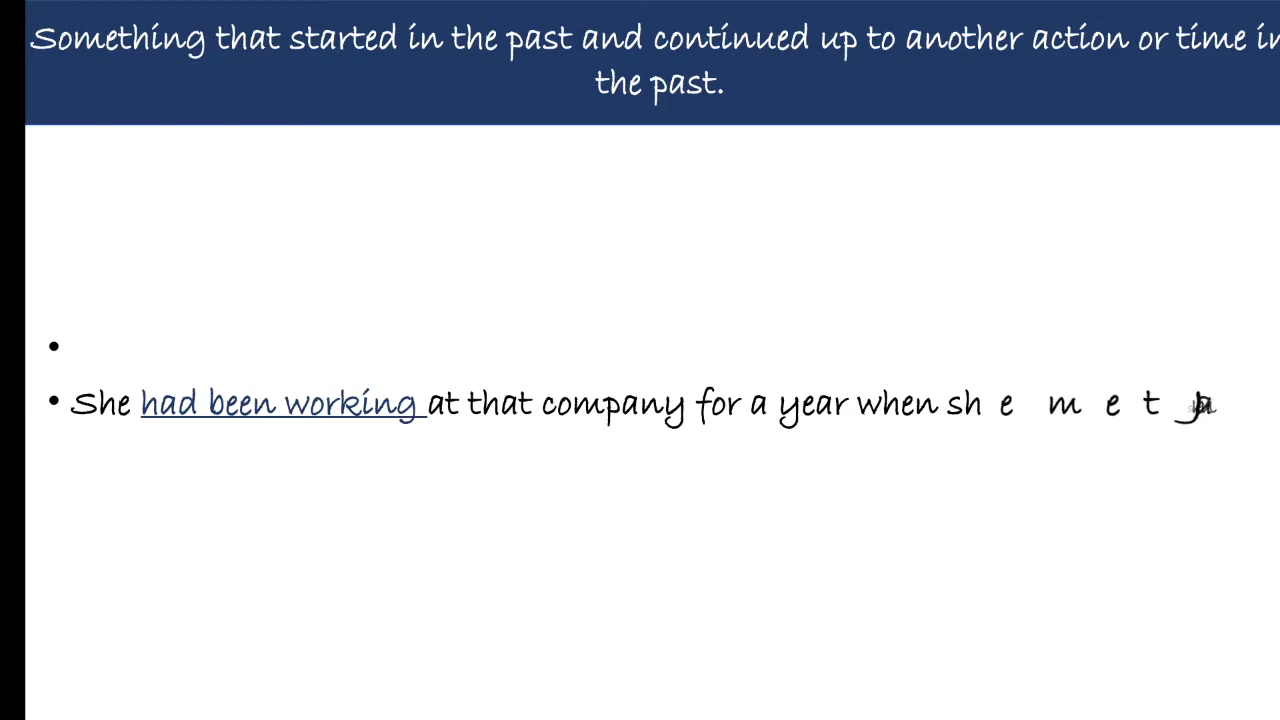 Something that started in the past and continued up to another action or time in
the past.
•
• She had been working at that company for a year when she met